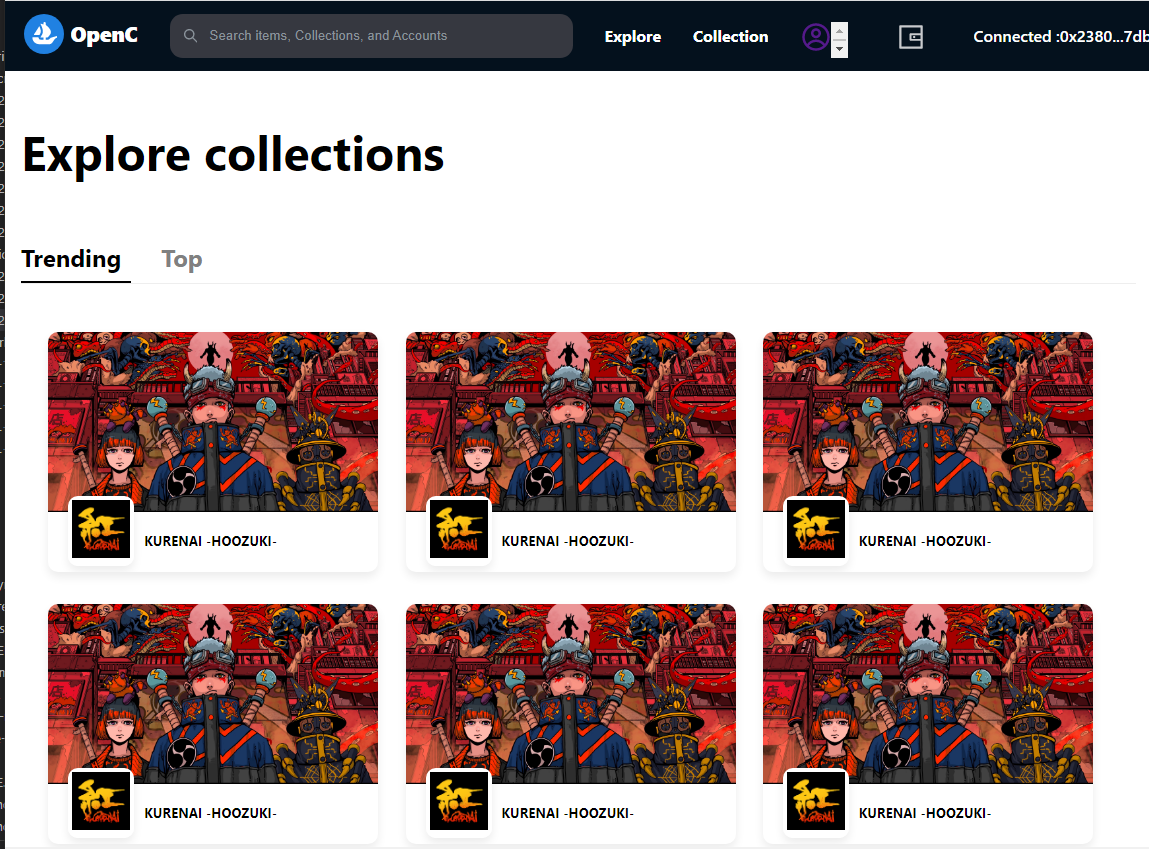 OpenC
Search items, Collections, and Accounts
Explore
Collection
Connected :0x2380...7db
Explore collections
Trending
Top
KURENAI -HOOZUKI-
KURENAI -HOOZUKI-
KURENAI -HOOZUKI-
KURENAI -HOOZUKI-
KURENAI -HOOZUKI-
KURENAI -HOOZUKI-